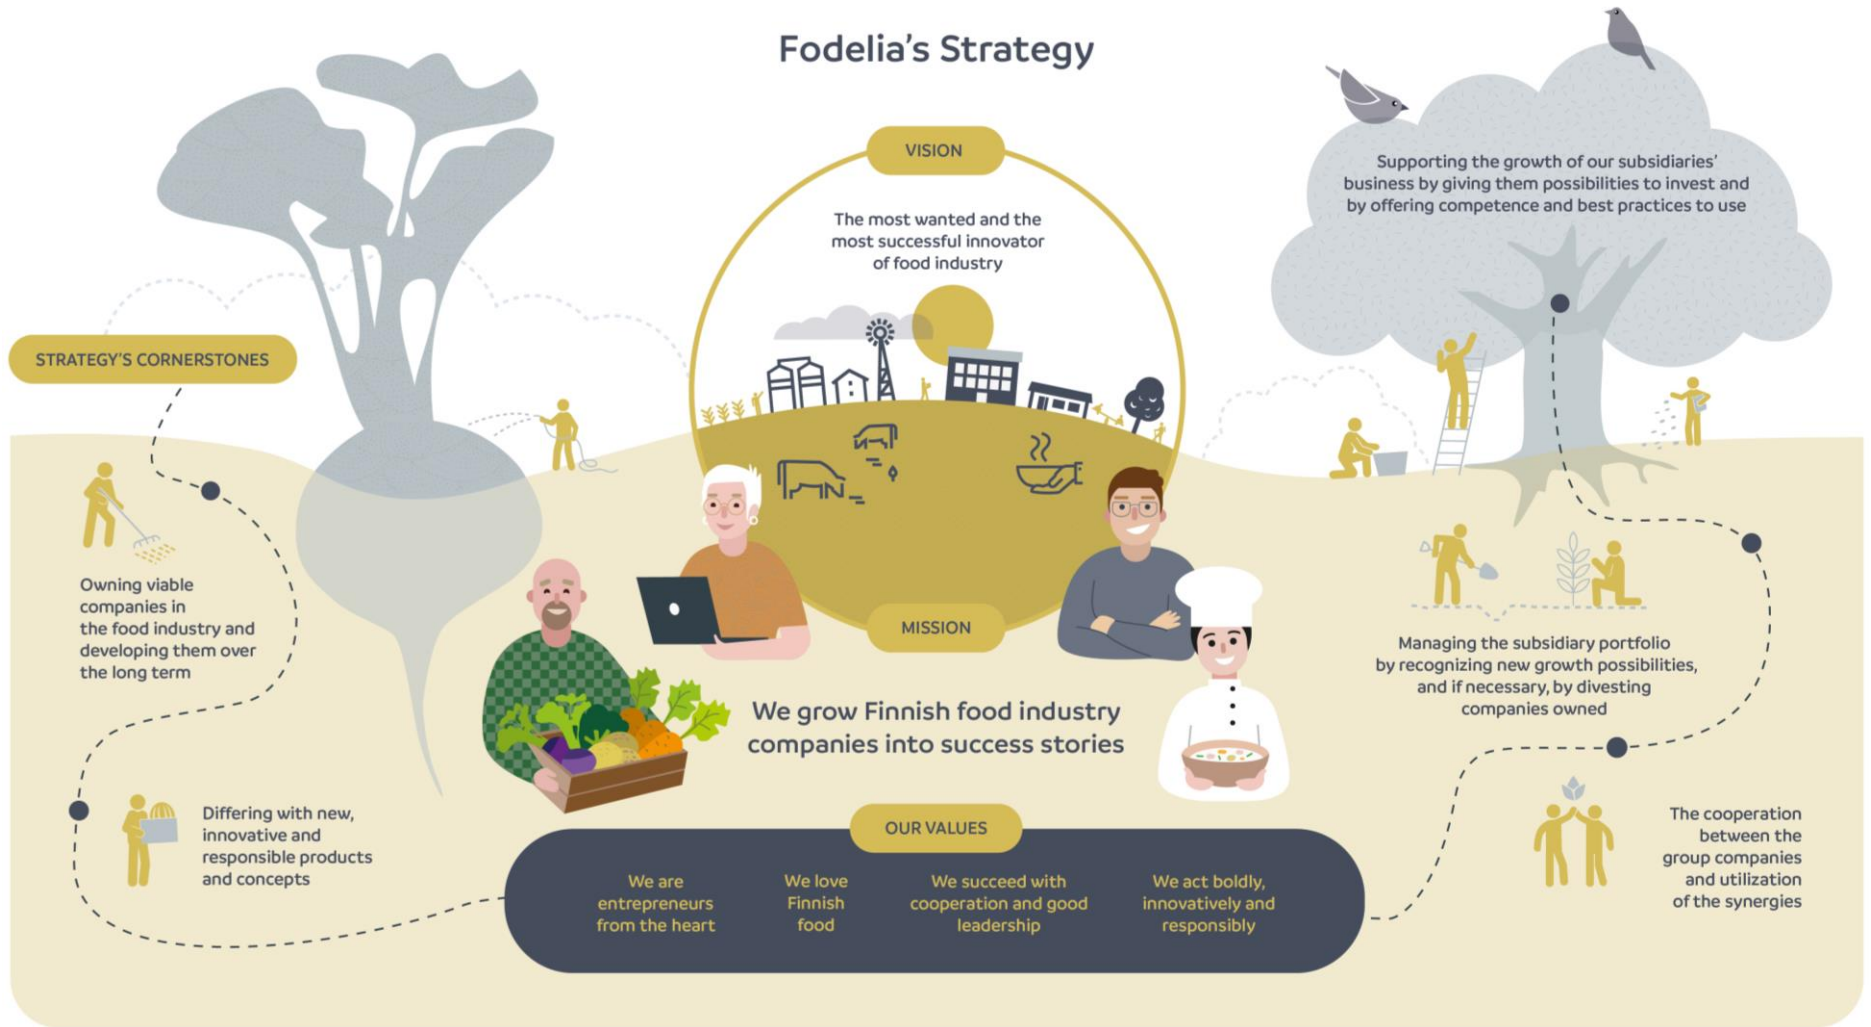 Fodelia's Strategy
VISION
The most wanted and the
most successful innovator
of food industry
MISSION
We grow Finnish food industry
companies into success stories
STRATEGY'S CORNERSTONES
Owning viable
companies in
the food industry and
developing them over
the long term
Differing with new,
innovative and
responsible products
and concepts
OUR VALUES
We are
entrepreneurs
from the heart
We love
Finnish
food
We succeed with
cooperation and good
leadership
We act boldly,
innovatively and
responsibly
The cooperation
between the
group companies
and utilization
of the synergies
Managing the subsidiary portfolio
by recognizing new growth possibilities,
and if necessary, by divesting
companies owned
Supporting the growth of our subsidiaries'
business by giving them possibilities to invest and
by offering competence and best practices to use